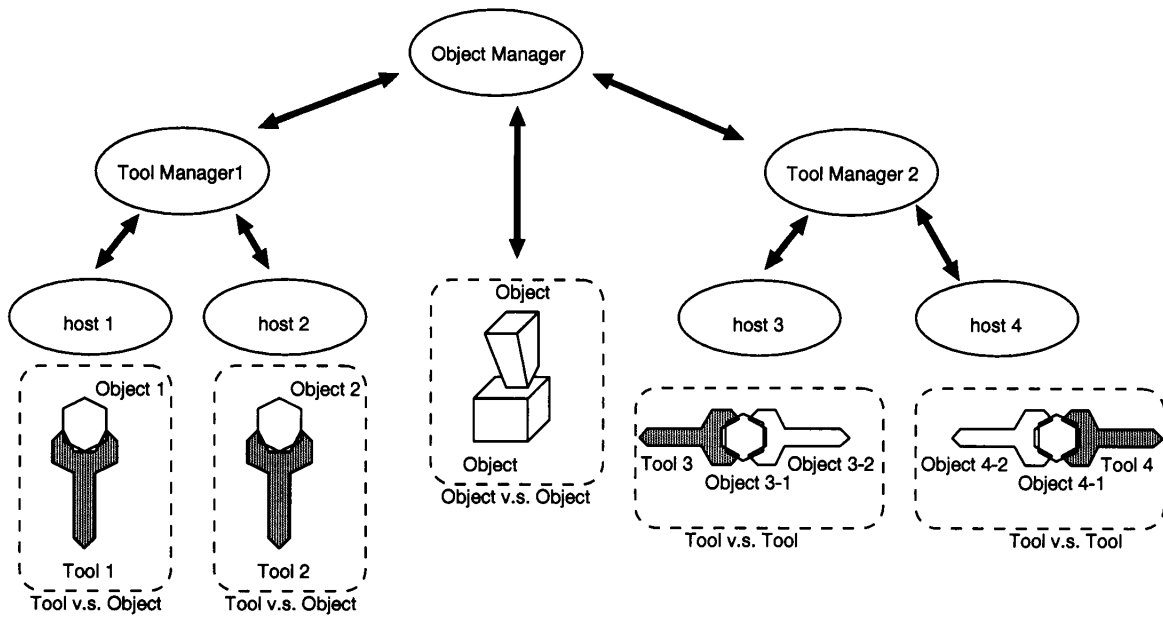 Object Manager
Tool Manager1
Tool Manager 2
host 1
host 2
Object
host 3
host 4
Object 1
Object 2
Object
Tool 3
Object 3-2
Object 3-1
Object 4-2
Tool 4
Object 4-1
Tool 1
Tool 2
Object v.s. Object
Tool v.s. Tool
Tool v.s. Tool
Tool v.s. Object
Tool v.s. Object